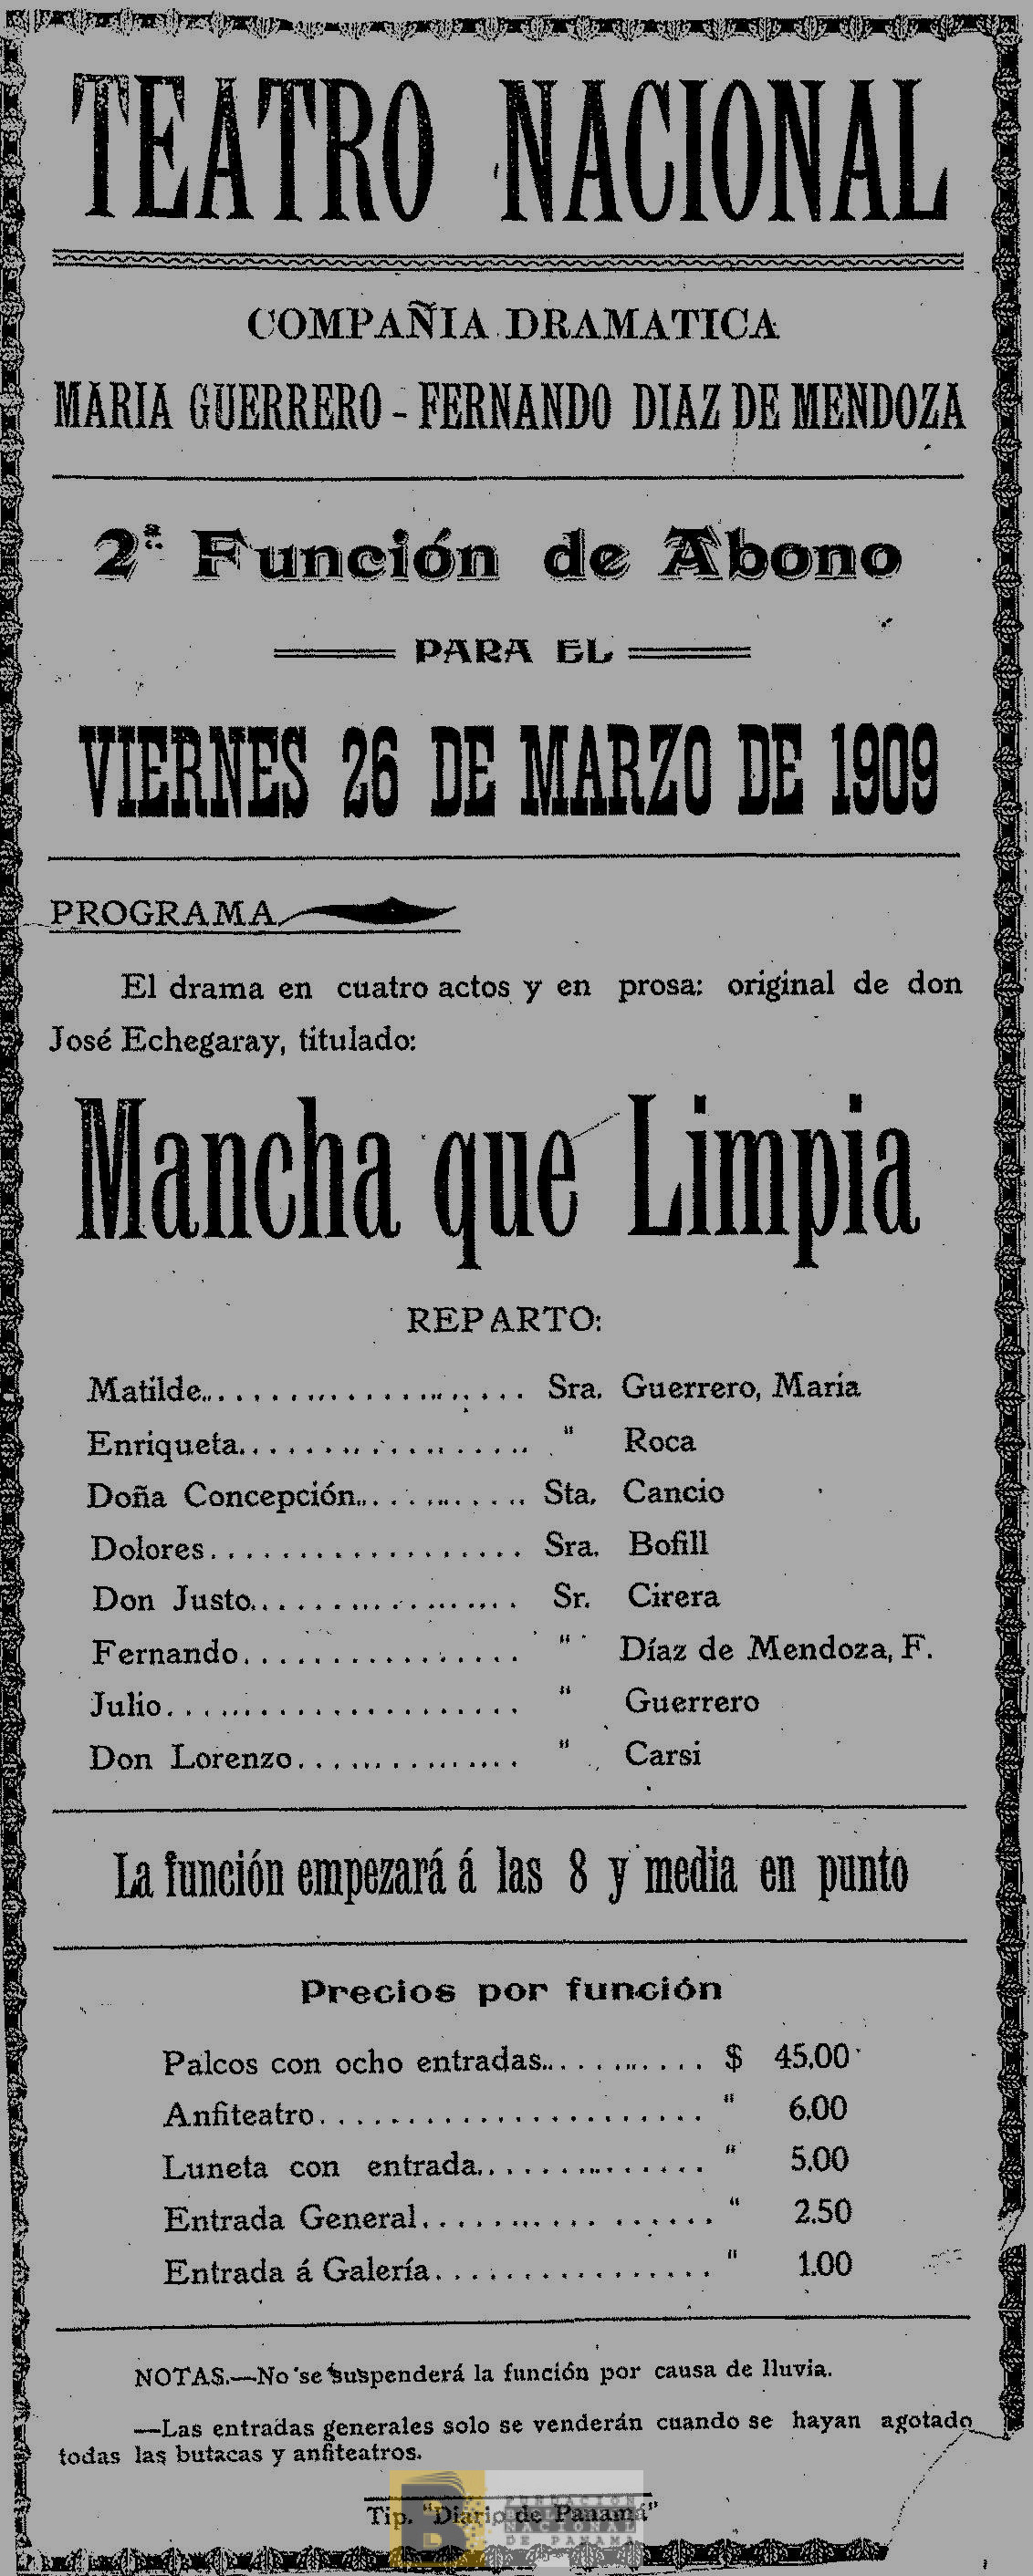 TEATRO NACIONAL
COMPAÑIA DRAMATICA
MARIA GUERRERO - FERNANDO DIAZ DE MENDOZA
2ª Función de Abono
PARA EL
VIERNES 26 DE MARZO DE 1909
PROGRAMA
El drama en cuatro actos y en prosa: original de don
José Echegaray, titulado:
Mancha que Limpia
REPARTO:
Matilde.................... Sra. Guerrero, Maria
Enriqueta.................. " Roca
Doña Concepción............ Sta. Cancio
Dolores.................. Sra. Bofill
Don Justo................ Sr. Cirera
Fernando................ " Díaz de Mendoza, F.
Julio..................... " Guerrero
Don Lorenzo.............. " Carsi
La función empezará á las 8 y media en punto
Precios por función
Palcos con ocho entradas............ $ 45.00
Anfiteatro...................... " 6.00
Luneta con entrada............... " 5.00
Entrada General.................. " 2.50
Entrada á Galería................. " 1.00
NOTAS.—No se suspenderá la función por causa de lluvia.
—Las entradas generales solo se venderán cuando se hayan agotado
todas las butacas y anfiteatros.
Tip. "Diario de Panamá"
B
FUNDACIÓN
BIBLIOTECA
NACIONAL
DE PANAMÁ